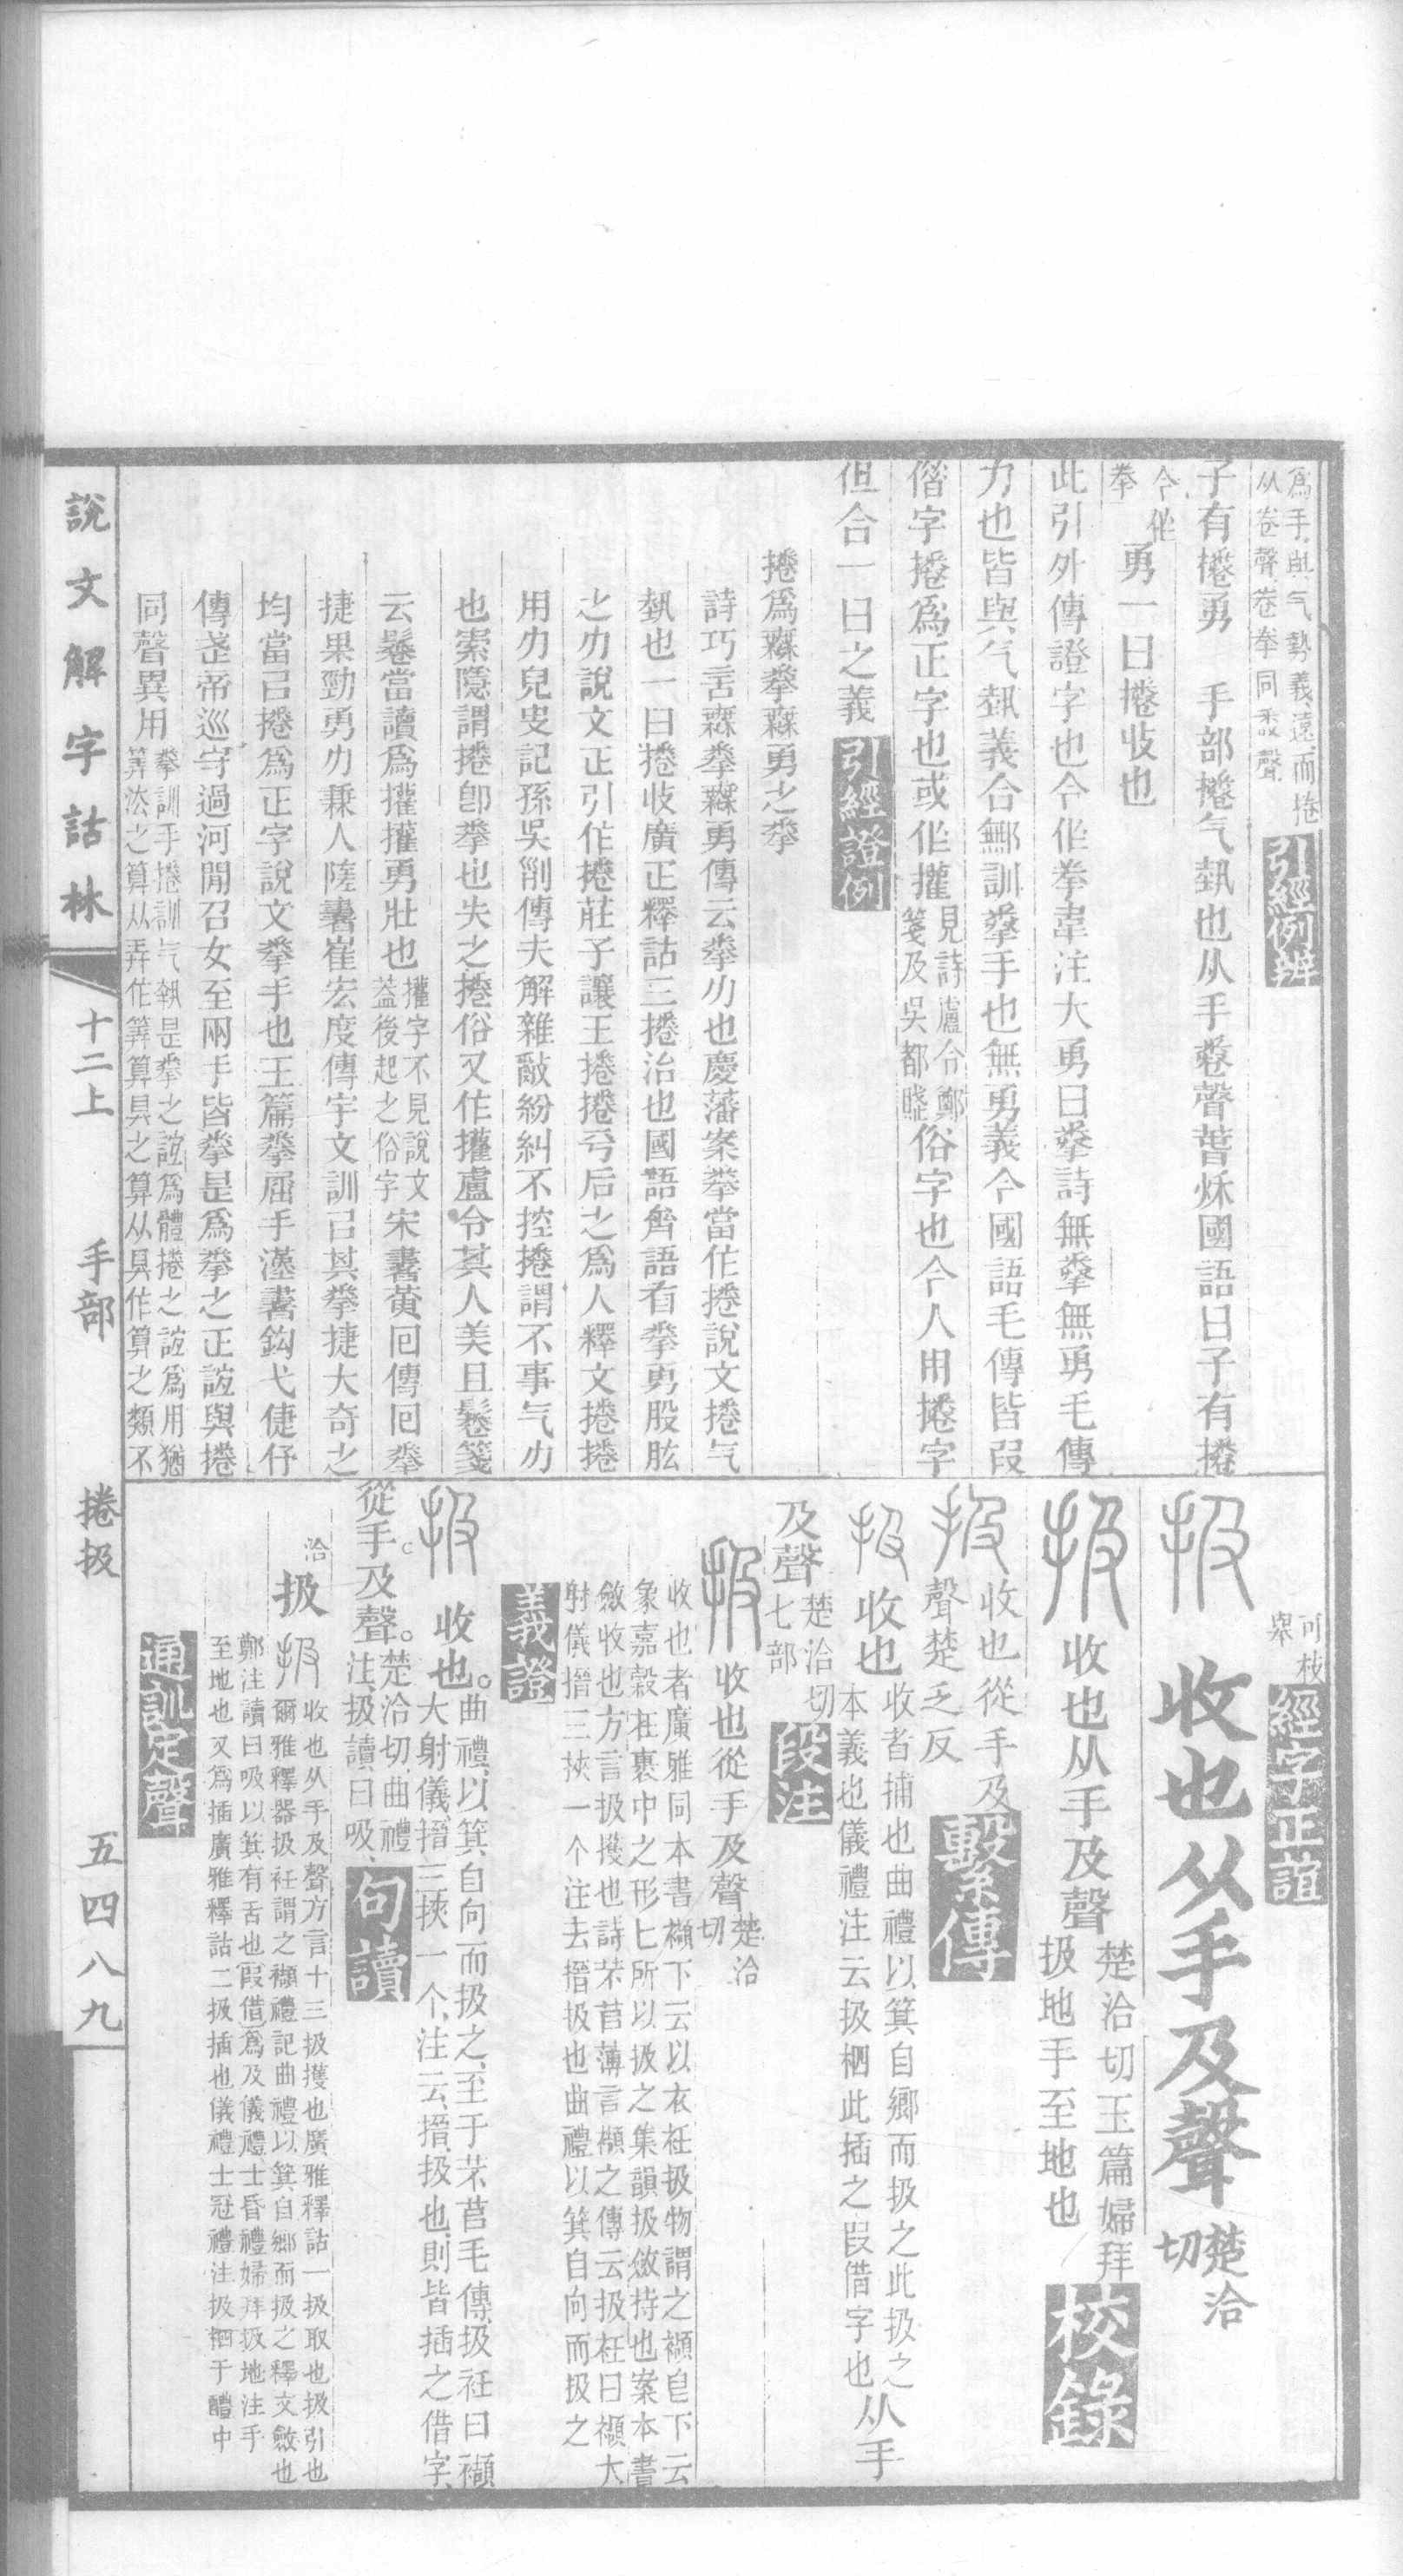 爲手與气勢義遠而捲
从卷聲卷拳同諧聲
引經例辨
子有捲勇　手部捲气埶也从手卷聲春秋國語曰子有捲
今作拳
勇一曰捲收也
此引外傳證字也今作拳韋注大勇曰拳詩無拳無勇毛傳
力也皆與气埶義合鄦訓拳手也無勇義今國語毛傳皆叚
偺字捲爲正字也或作攉
見詩盧令鄭
箋及吳都賦
俗字也今人用捲字
但合一曰之義
引經證例
捲爲無拳無勇之拳
詩巧言無拳無勇傳云拳力也慶藩案拳當作捲說文捲气
埶也一曰捲收廣疋釋詁三捲治也國語齊語有拳勇股肱
之力說文正引作捲莊子讓王捲捲乎后之爲人釋文捲捲
用力皃史記孫吳列傳夫解雜亂紛糾不控捲謂不事气力
也索隱謂捲卽拳也失之捲俗又作攉盧令其人美且鬈箋
云鬈當讀爲攉攉勇壯也
攉字不見說文
葢後起之俗字
宋書黃回傳回拳
捷果勁勇力兼人隋書崔宏度傳宇文訓㠯其拳捷大奇之
均當㠯捲爲正字說文拳手也玉篇拳屈手漢書鉤弋倢伃
傳武帝巡守過河閒召女至兩手皆拳是爲拳之正誼與捲
同聲異用
拳訓手捲訓气埶是拳之誼爲體捲之誼爲用猶
筭法之算从弄作筭算具之算从具作算之類不
可枝
舉
經字正誼
扱　收也从手及聲
楚洽
切
扱　收也从手及聲
楚洽切玉篇婦拜
扱地手至地也
校錄
扱
收也從手及
聲楚乏反
繫傳
扱　收也
收者捕也曲禮以箕自鄉而扱之此扱之
本義也儀禮注云扱柶此插之叚借字也
从手
及聲
楚洽切
七部
段注
扱　收也從手及聲
楚洽
切
收也者廣雅同本書襭下云以衣衽扱物謂之襭皀下云
象嘉穀在裹中之形匕所以扱之集韻扱斂持也案本書
斂收也方言扱擭也詩芣苢薄言襭之傳云扱衽曰襭大
射儀搢三挾一个注去搢扱也曲禮以箕自向而扱之
義證
扱　收也。
曲禮、以箕自向而扱之、至于芣苢毛傳、扱衽曰襭
大射儀、搢三挾一个、注云、搢、扱也、則皆插之借字、
從手。及聲。
楚洽切、曲禮
注、扱讀曰吸、
句讀
洽　扱
扱　收也从手及聲方言十三扱擭也廣雅釋詁一扱取也扱引也
爾雅釋器扱衽謂之襭禮記曲禮以箕自鄉而扱之釋文斂也
鄭注讀曰吸以箕有舌也叚借爲及儀禮士昏禮婦拜扱地注手
至地也又爲插廣雅釋詁二扱插也儀禮士冠禮注扱柶于醴中
通訓定聲
說文解字詁林　十二上　手部　捲扱　五四八九